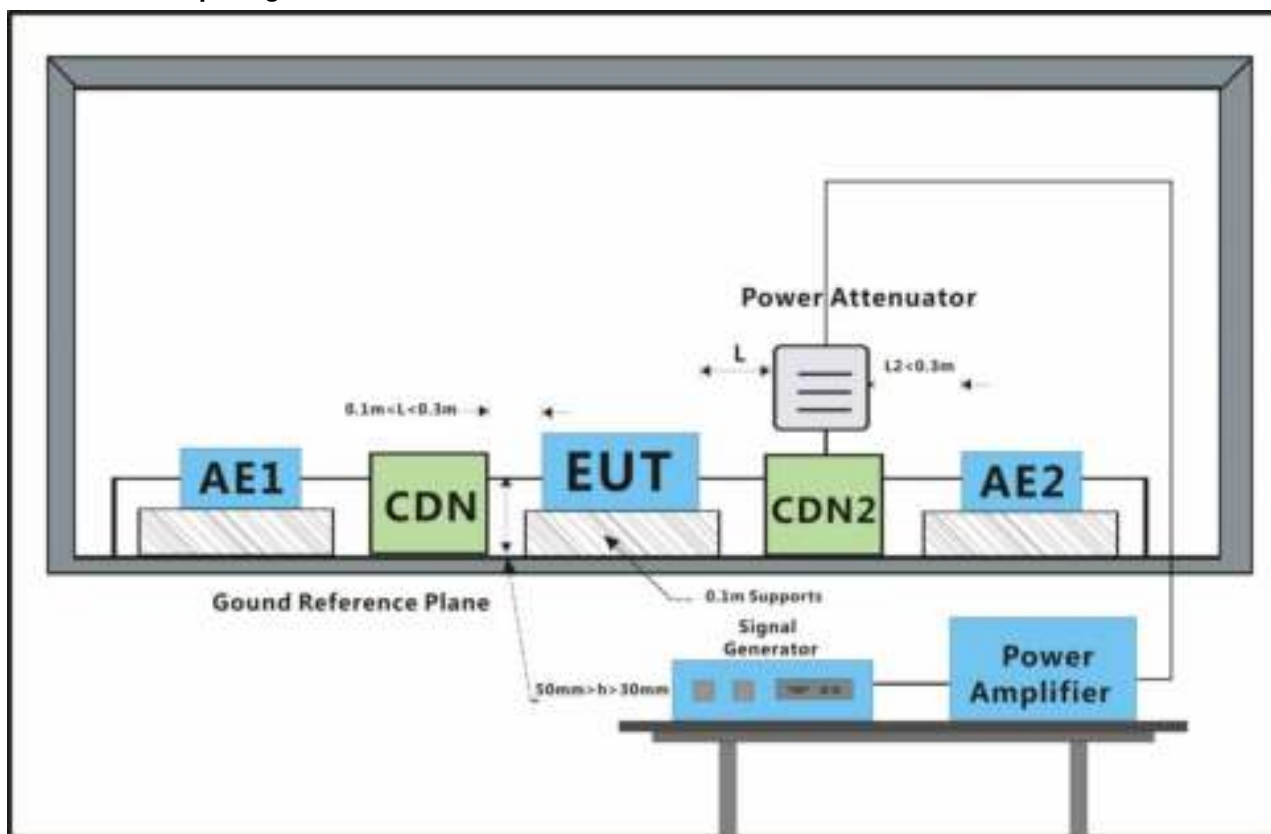 Power Attenuator
L
L2<0.3m
0.1m<L<0.3m
AE1
CDN
EUT
CDN2
AE2
Gound Reference Plane
0.1m Supports
Signal
Generator
50mm>h>30mm
Power
Amplifier